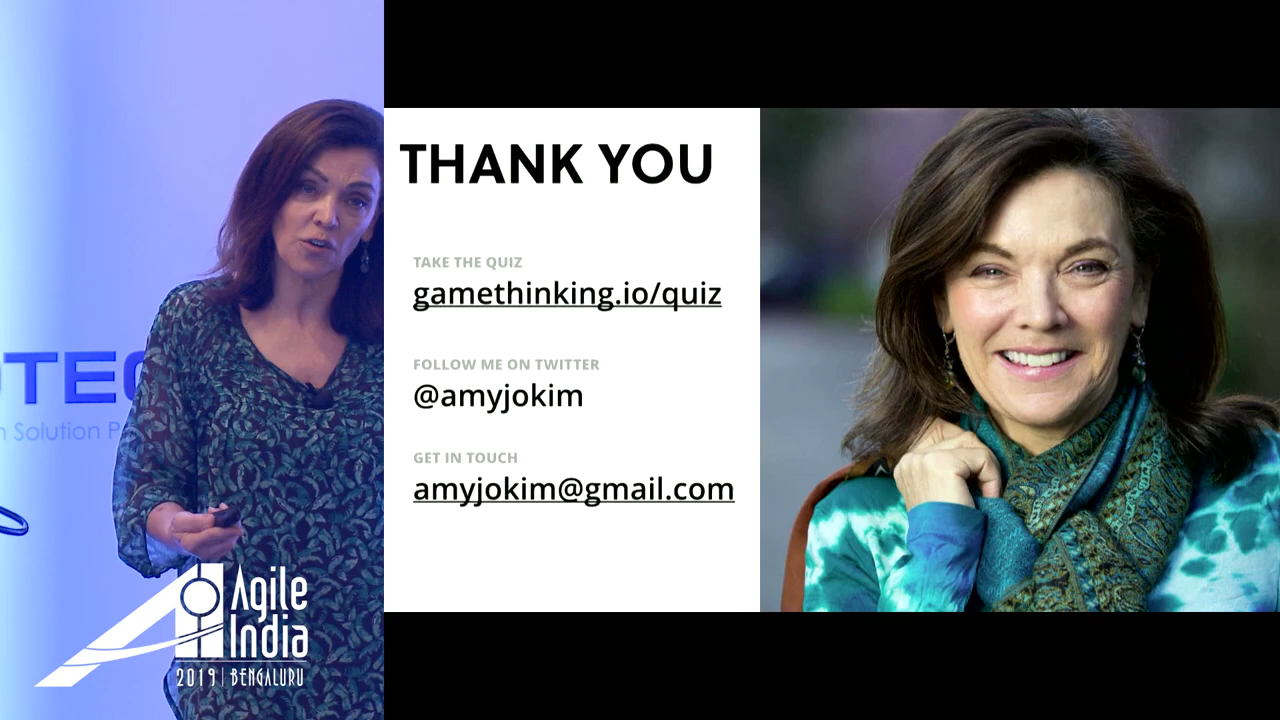 Agile
India
2019 | BENGALURU
THANK YOU
TAKE THE QUIZ
gamethinking.io/quiz
FOLLOW ME ON TWITTER
@amyjokim
GET IN TOUCH
amyjokim@gmail.com